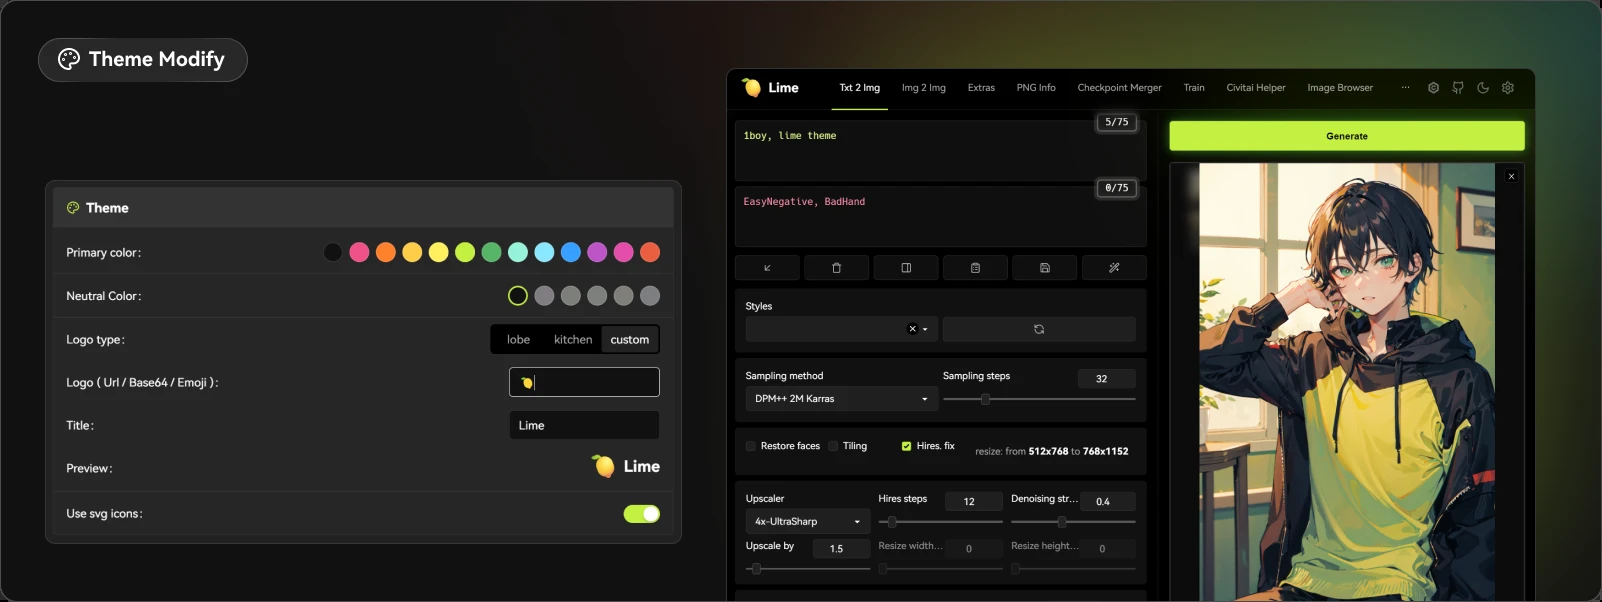 Theme Modify
Theme
Primary color:
Neutral Color:
Logo type:
lobe kitchen custom
Logo ( Url / Base64 / Emoji ):
Title:
Lime
Preview:
Lime
Use svg icons:
Lime
Txt 2 Img Img 2 Img Extras PNG Info Checkpoint Merger Train Civitai Helper Image Browser ...
5/75
1boy, lime theme
0/75
EasyNegative, BadHand
Styles
Sampling method
DPM++ 2M Karras
Sampling steps
32
Restore faces Tiling Hires. fix
resize: from 512x768 to 768x1152
Upscaler
4x-UltraSharp
Hires steps
12
Denoising str...
0.4
Upscale by
1.5
Resize width...
0
Resize height...
0
Generate